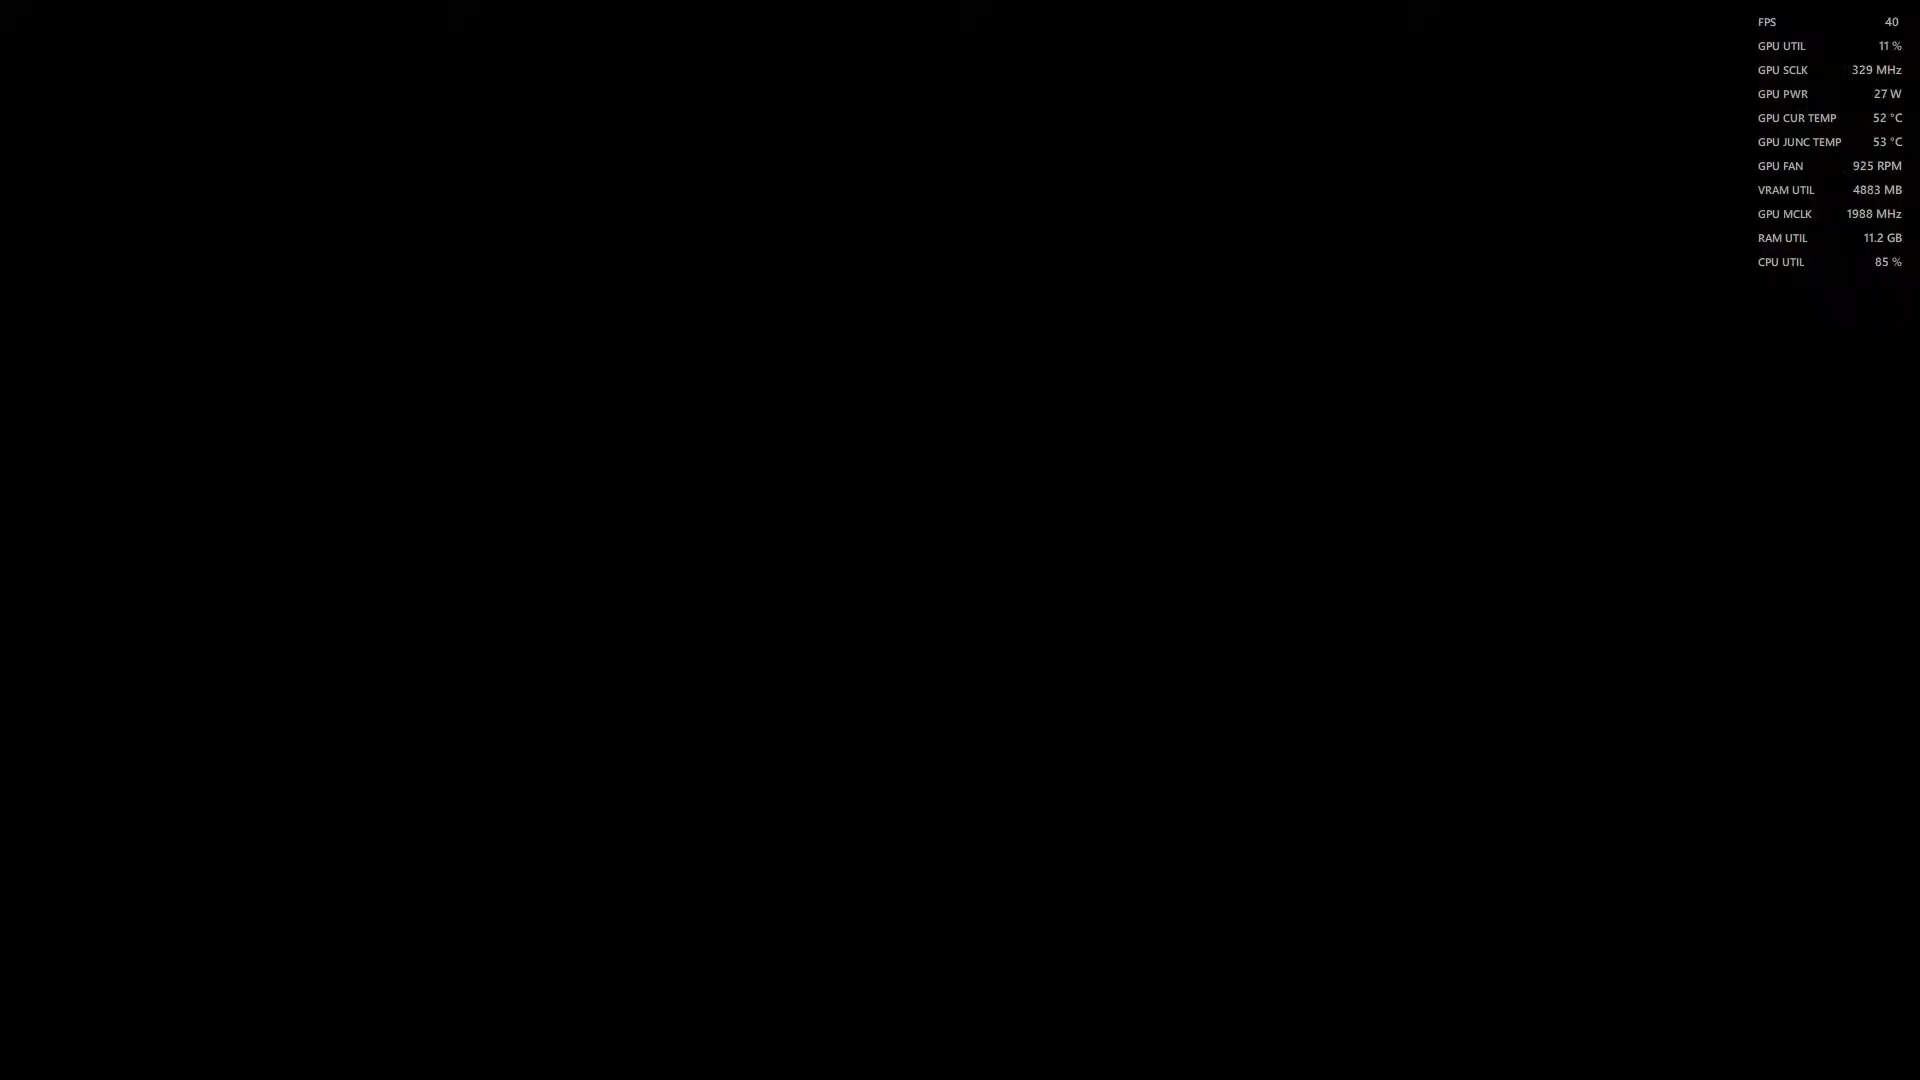 FPS 40
GPU UTIL 11 %
GPU SCLK 329 MHz
GPU PWR 27 W
GPU CUR TEMP 52 °C
GPU JUNC TEMP 53 °C
GPU FAN 925 RPM
VRAM UTIL 4883 MB
GPU MCLK 1988 MHz
RAM UTIL 11.2 GB
CPU UTIL 85 %